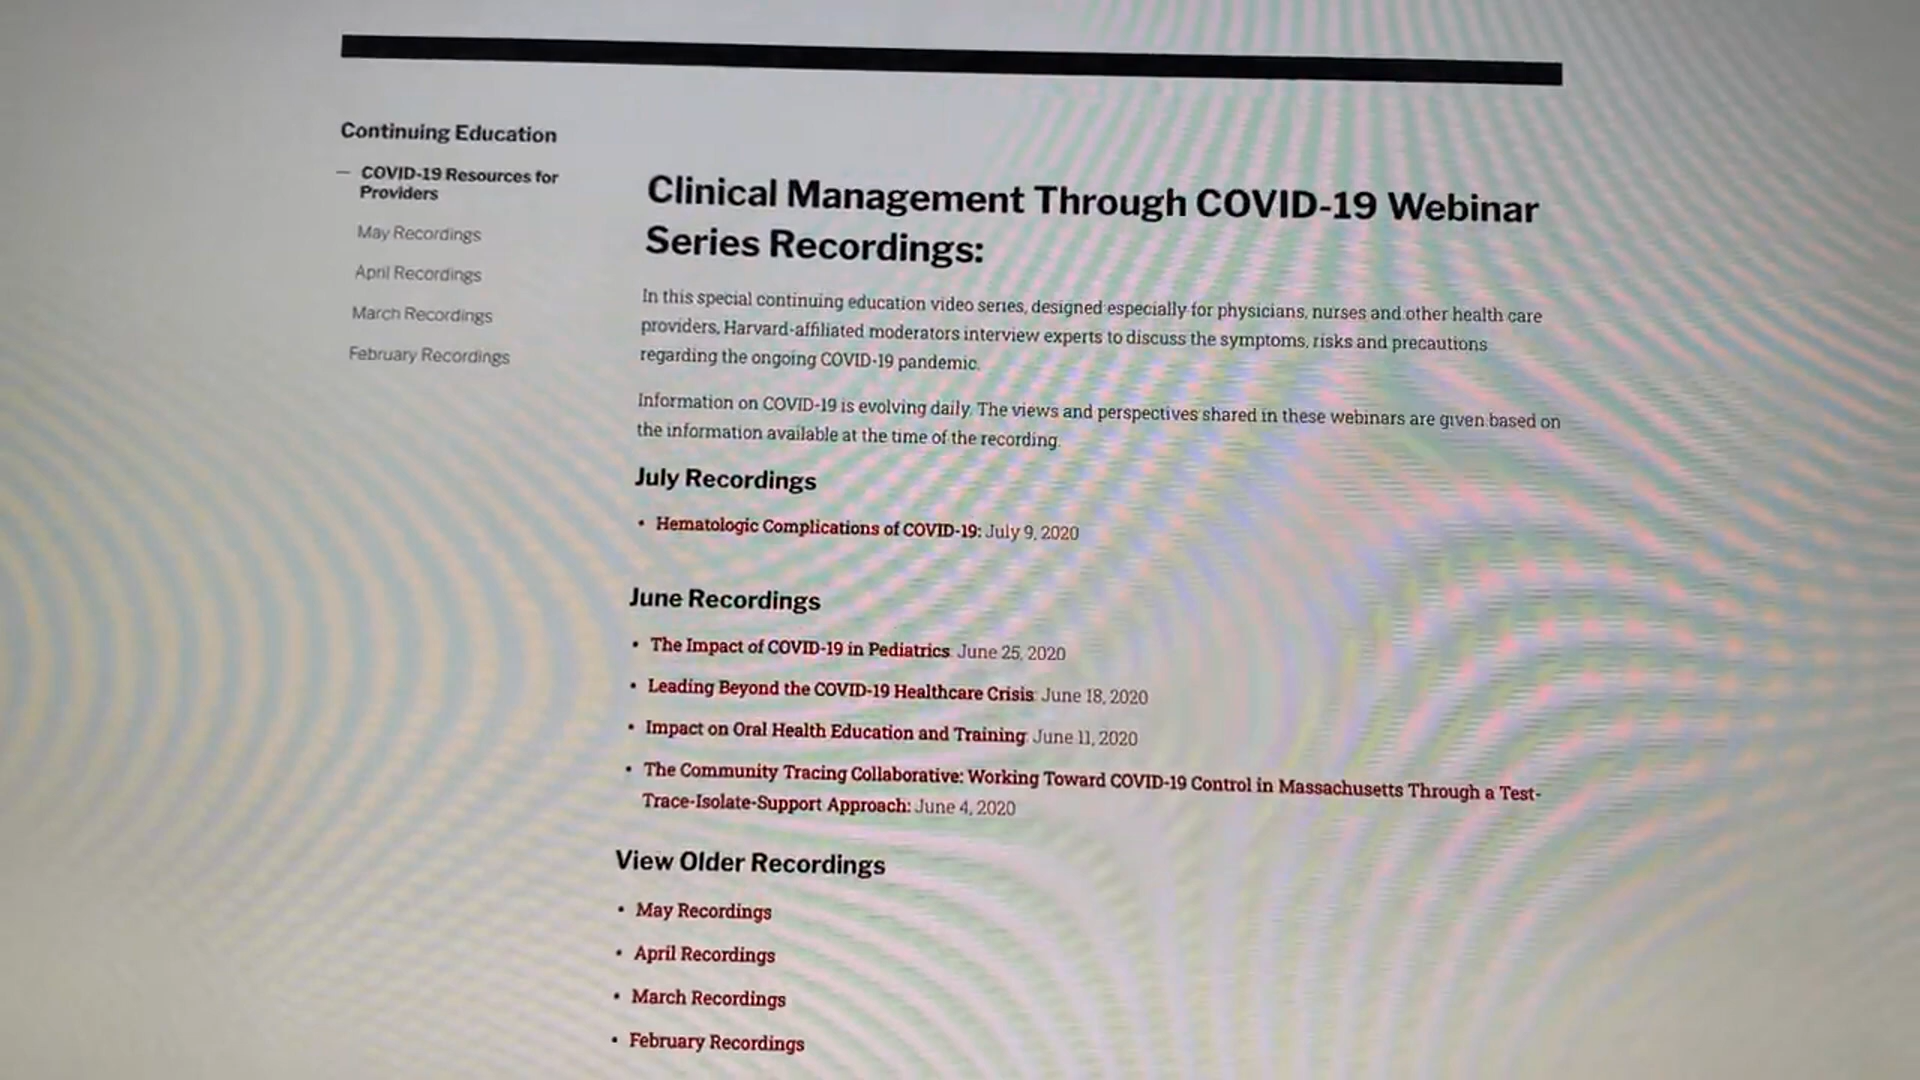 Continuing Education
— COVID-19 Resources for
Providers
May Recordings
April Recordings
March Recordings
February Recordings
Clinical Management Through COVID-19 Webinar
Series Recordings:
In this special continuing education video series, designed especially for physicians, nurses and other health care
providers, Harvard-affiliated moderators interview experts to discuss the symptoms, risks and precautions
regarding the ongoing COVID-19 pandemic.
Information on COVID-19 is evolving daily. The views and perspectives shared in these webinars are given based on
the information available at the time of the recording.
July Recordings
• Hematologic Complications of COVID-19: July 9, 2020
June Recordings
• The Impact of COVID-19 in Pediatrics: June 25, 2020
• Leading Beyond the COVID-19 Healthcare Crisis: June 18, 2020
• Impact on Oral Health Education and Training: June 11, 2020
• The Community Tracing Collaborative: Working Toward COVID-19 Control in Massachusetts Through a Test-
Trace-Isolate-Support Approach: June 4, 2020
View Older Recordings
• May Recordings
• April Recordings
• March Recordings
• February Recordings